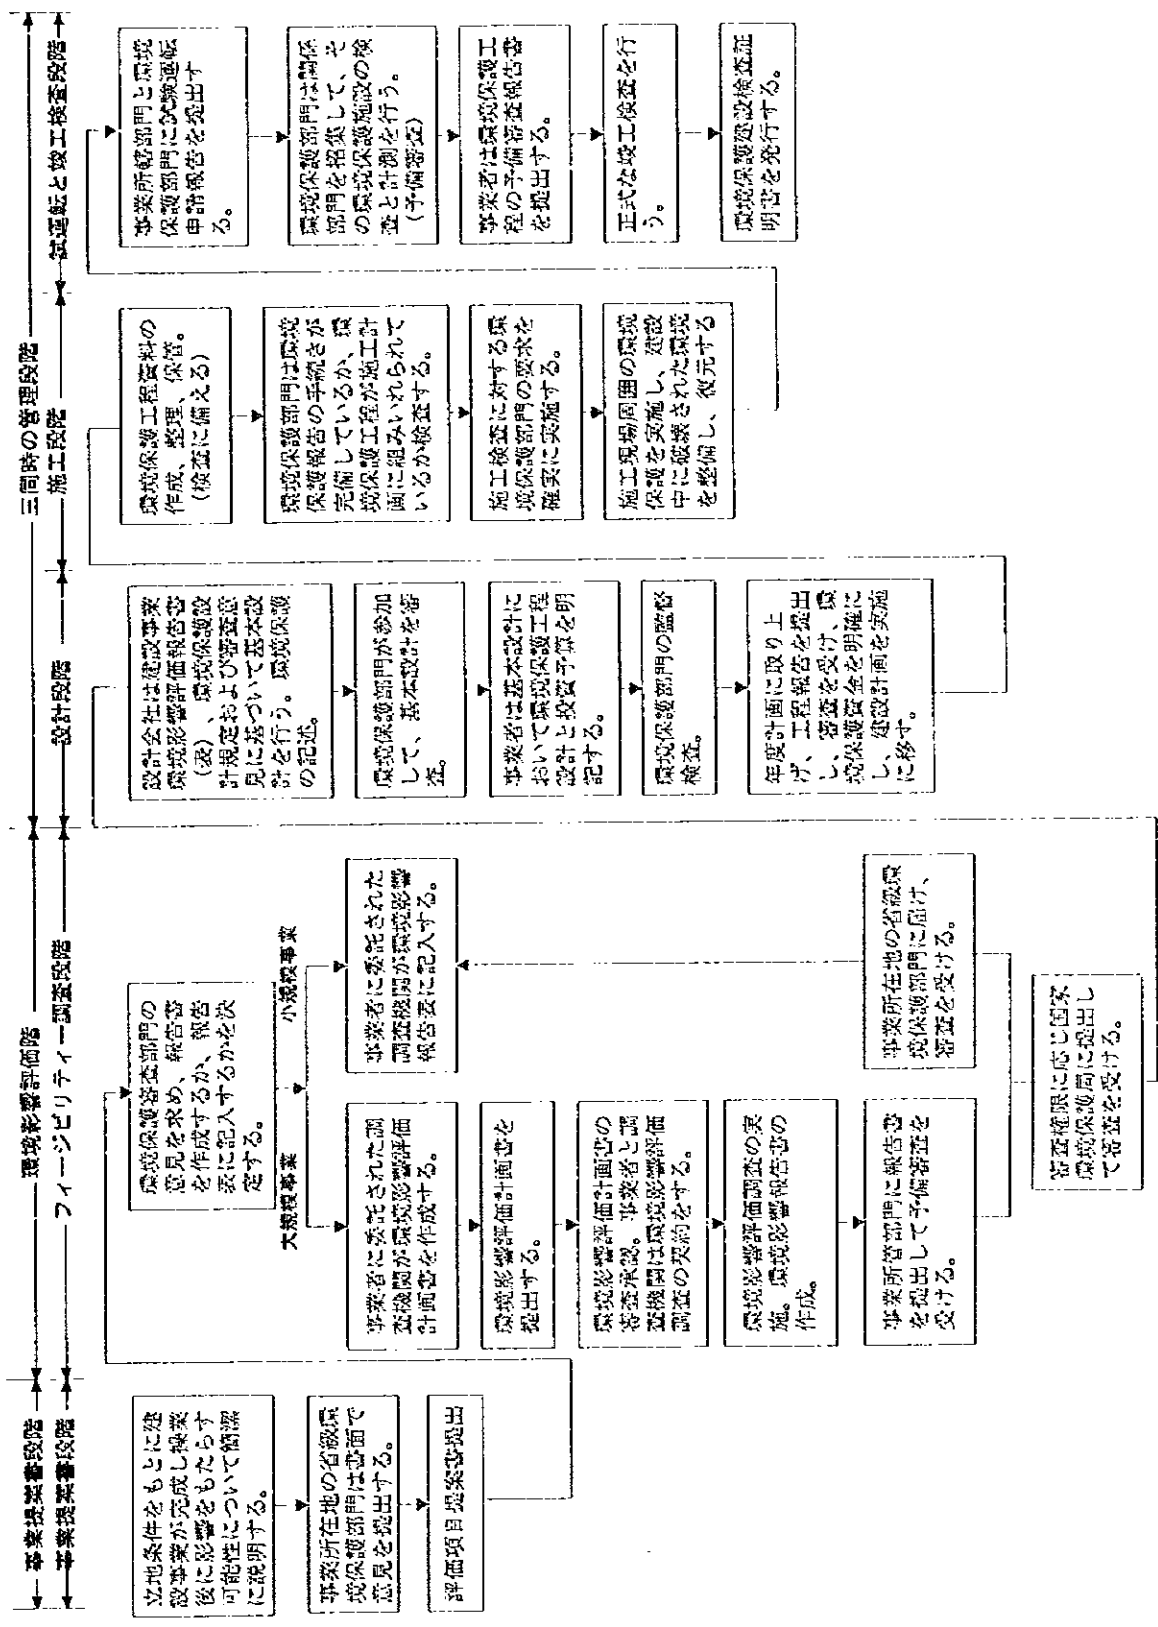 事業提案書段階
環境影響評価階
三同時の管理段階
事業提案書段階
フィージビリティー調査段階
設計段階
施工段階
試運転と竣工検査段階
立地条件をもとに建
設事業が完成し操業
後に影響をもたらす
可能性について簡潔
に説明する。
事業所在地の省級環
境保護部門は書面で
意見を提出する。
評価項目提案書提出
環境保護審査部門の
意見を求め、報告書
を作成するか、報告
表に記入するかを決
定する。
大規模事業
小規模事業
事業者に委託された調
査機関が環境影響評価
計画書を作成する。
環境影響評価計画書を
提出する。
環境影響評価計画書の
審査承認。事業者と調
査機関は環境影響評価
調査の契約をする。
環境影響評価調査の実
施。環境影響報告書の
作成。
事業所管部門に報告書
を提出して予備審査を
受ける。
事業者に委託された
調査機関が環境影響
報告表に記入する。
事業所在地の省級環
境保護部門に届け、
審査を受ける。
審査権限に応じ国家
環境保護局に提出し
て審査を受ける。
設計会社は建設事業
環境影響評価報告書
(表)、環境保護設
計規定および審査意
見に基づいて基本設
計を行う。環境保護
の記述。
環境保護部門が参加
して、基本設計を審
査。
事業者は基本設計に
おいて環境保護工程
設計と投資予算を明
記する。
環境保護部門の監督
検査。
年度計画に取り上
げ、工程報告を提出
し、審査を受け、環
境保護資金を明確に
し、建設計画を実施
に移す。
環境保護工程資料の
作成、整理、保管。
(検査に備える)
環境保護部門は環境
保護報告の手続きが
完備しているか、環
境保護工程が施工計
画に組みいれられて
いるか検査する。
施工検査に対する環
境保護部門の要求を
確実に実施する。
施工現場周囲の環境
保護を実施し、建設
中に破壊された環境
を整備し、復元する
事業所轄部門と環境
保護部門に試験運転
申請報告を提出す
る。
環境保護部門は関係
部門を招集して、そ
の環境保護施設の検
査と計測を行う。
(予備審査)
事業者は環境保護工
程の予備審査報告書
を提出する。
正式な竣工検査を行
う。
環境保護建設検査証
明書を発行する。